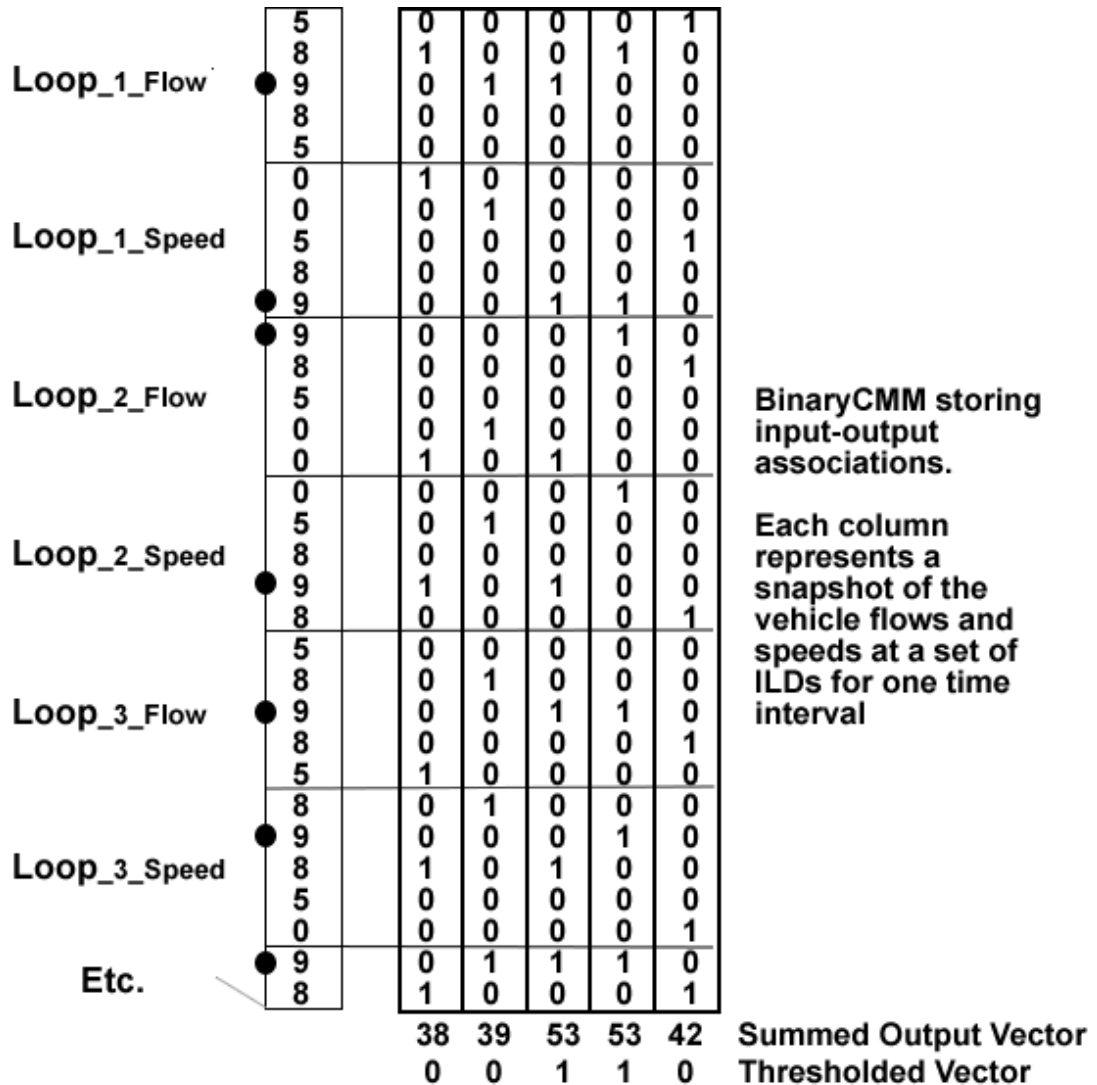 5 0 0 0 0 1
8 1 0 0 1 0
Loop_1_Flow 9 0 1 1 0 0
8 0 0 0 0 0
5 0 0 0 0 0
0 1 0 0 0 0
0 0 1 0 0 0
Loop_1_Speed 5 0 0 0 0 1
8 0 0 0 0 0
9 0 0 1 1 0
9 0 0 0 1 0
8 0 0 0 0 1
Loop_2_Flow 5 0 0 0 0 0
0 0 1 0 0 0
0 1 0 1 0 0
0 0 0 0 1 0
5 0 1 0 0 0
Loop_2_Speed 8 0 0 0 0 0
9 1 0 1 0 0
8 0 0 0 0 1
5 0 0 0 0 0
8 0 1 0 0 0
Loop_3_Flow 9 0 0 1 1 0
8 0 0 0 0 1
5 1 0 0 0 0
8 0 1 0 0 0
9 0 0 0 1 0
Loop_3_Speed 8 1 0 1 0 0
5 0 0 0 0 0
0 0 0 0 0 1
9 0 1 1 1 0
Etc. 8 1 0 0 0 1
38 39 53 53 42 Summed Output Vector
0 0 1 1 0 Thresholded Vector
BinaryCMM storing
input-output
associations.
Each column
represents a
snapshot of the
vehicle flows and
speeds at a set of
ILDs for one time
interval